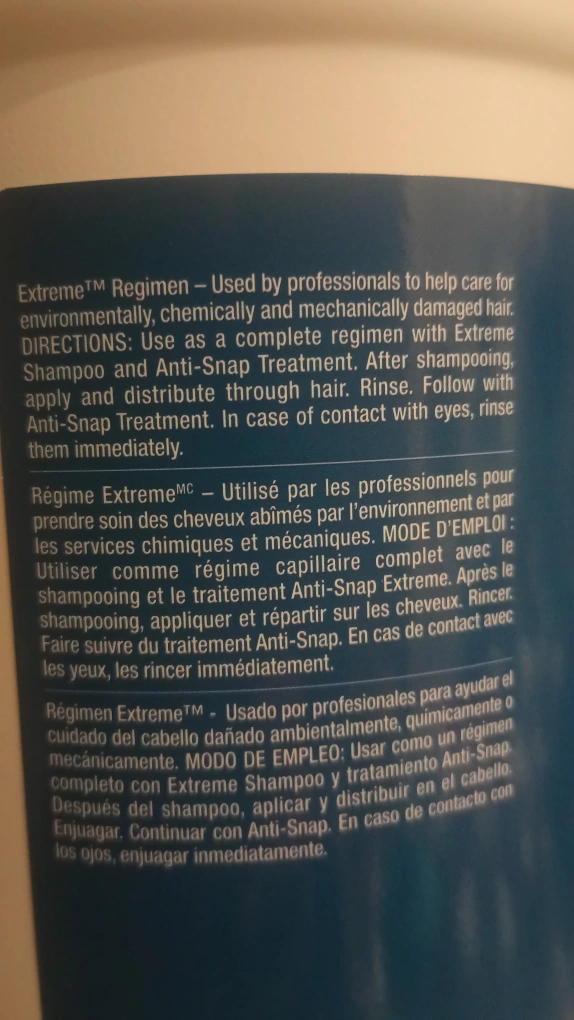 Extreme™ Regimen – Used by professionals to help care for
environmentally, chemically and mechanically damaged hair.
DIRECTIONS: Use as a complete regimen with Extreme
Shampoo and Anti-Snap Treatment. After shampooing,
apply and distribute through hair. Rinse. Follow with
Anti-Snap Treatment. In case of contact with eyes, rinse
them immediately.
Régime Extremeᴹᶜ – Utilisé par les professionnels pour
prendre soin des cheveux abîmés par l'environnement et par
les services chimiques et mécaniques. MODE D'EMPLOI :
Utiliser comme régime capillaire complet avec le
shampooing et le traitement Anti-Snap Extreme. Après le
shampooing, appliquer et répartir sur les cheveux. Rincer.
Faire suivre du traitement Anti-Snap. En cas de contact avec
les yeux, les rincer immédiatement.
Régimen Extreme™ - Usado por profesionales para ayudar el
cuidado del cabello dañado ambientalmente, químicamente o
mecánicamente. MODO DE EMPLEO: Usar como un régimen
completo con Extreme Shampoo y tratamiento Anti-Snap.
Después del shampoo, aplicar y distribuir en el cabello.
Enjuagar. Continuar con Anti-Snap. En caso de contacto con
los ojos, enjuagar inmediatamente.